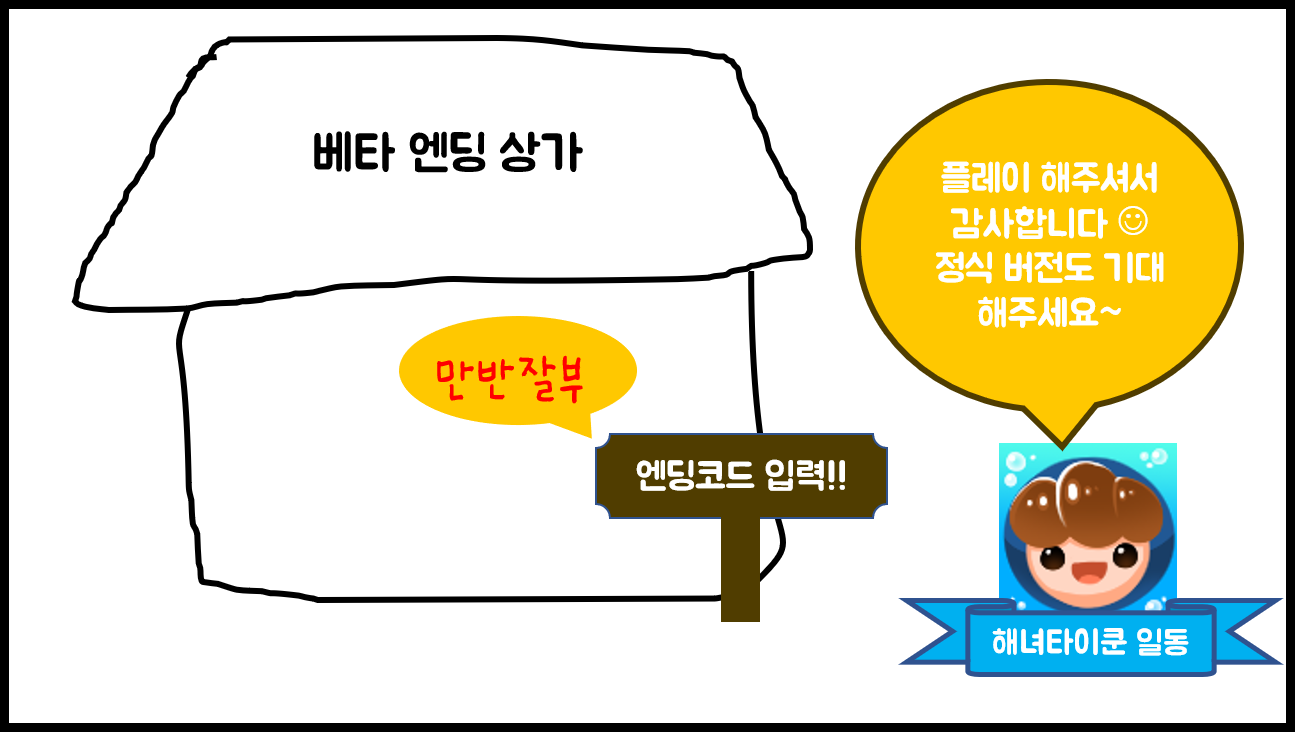 베타 엔딩 상가
만반잘부
엔딩코드 입력!!
플레이 해주셔서
감사합니다 ☺
정식 버전도 기대
해주세요~
해녀타이쿤 일동